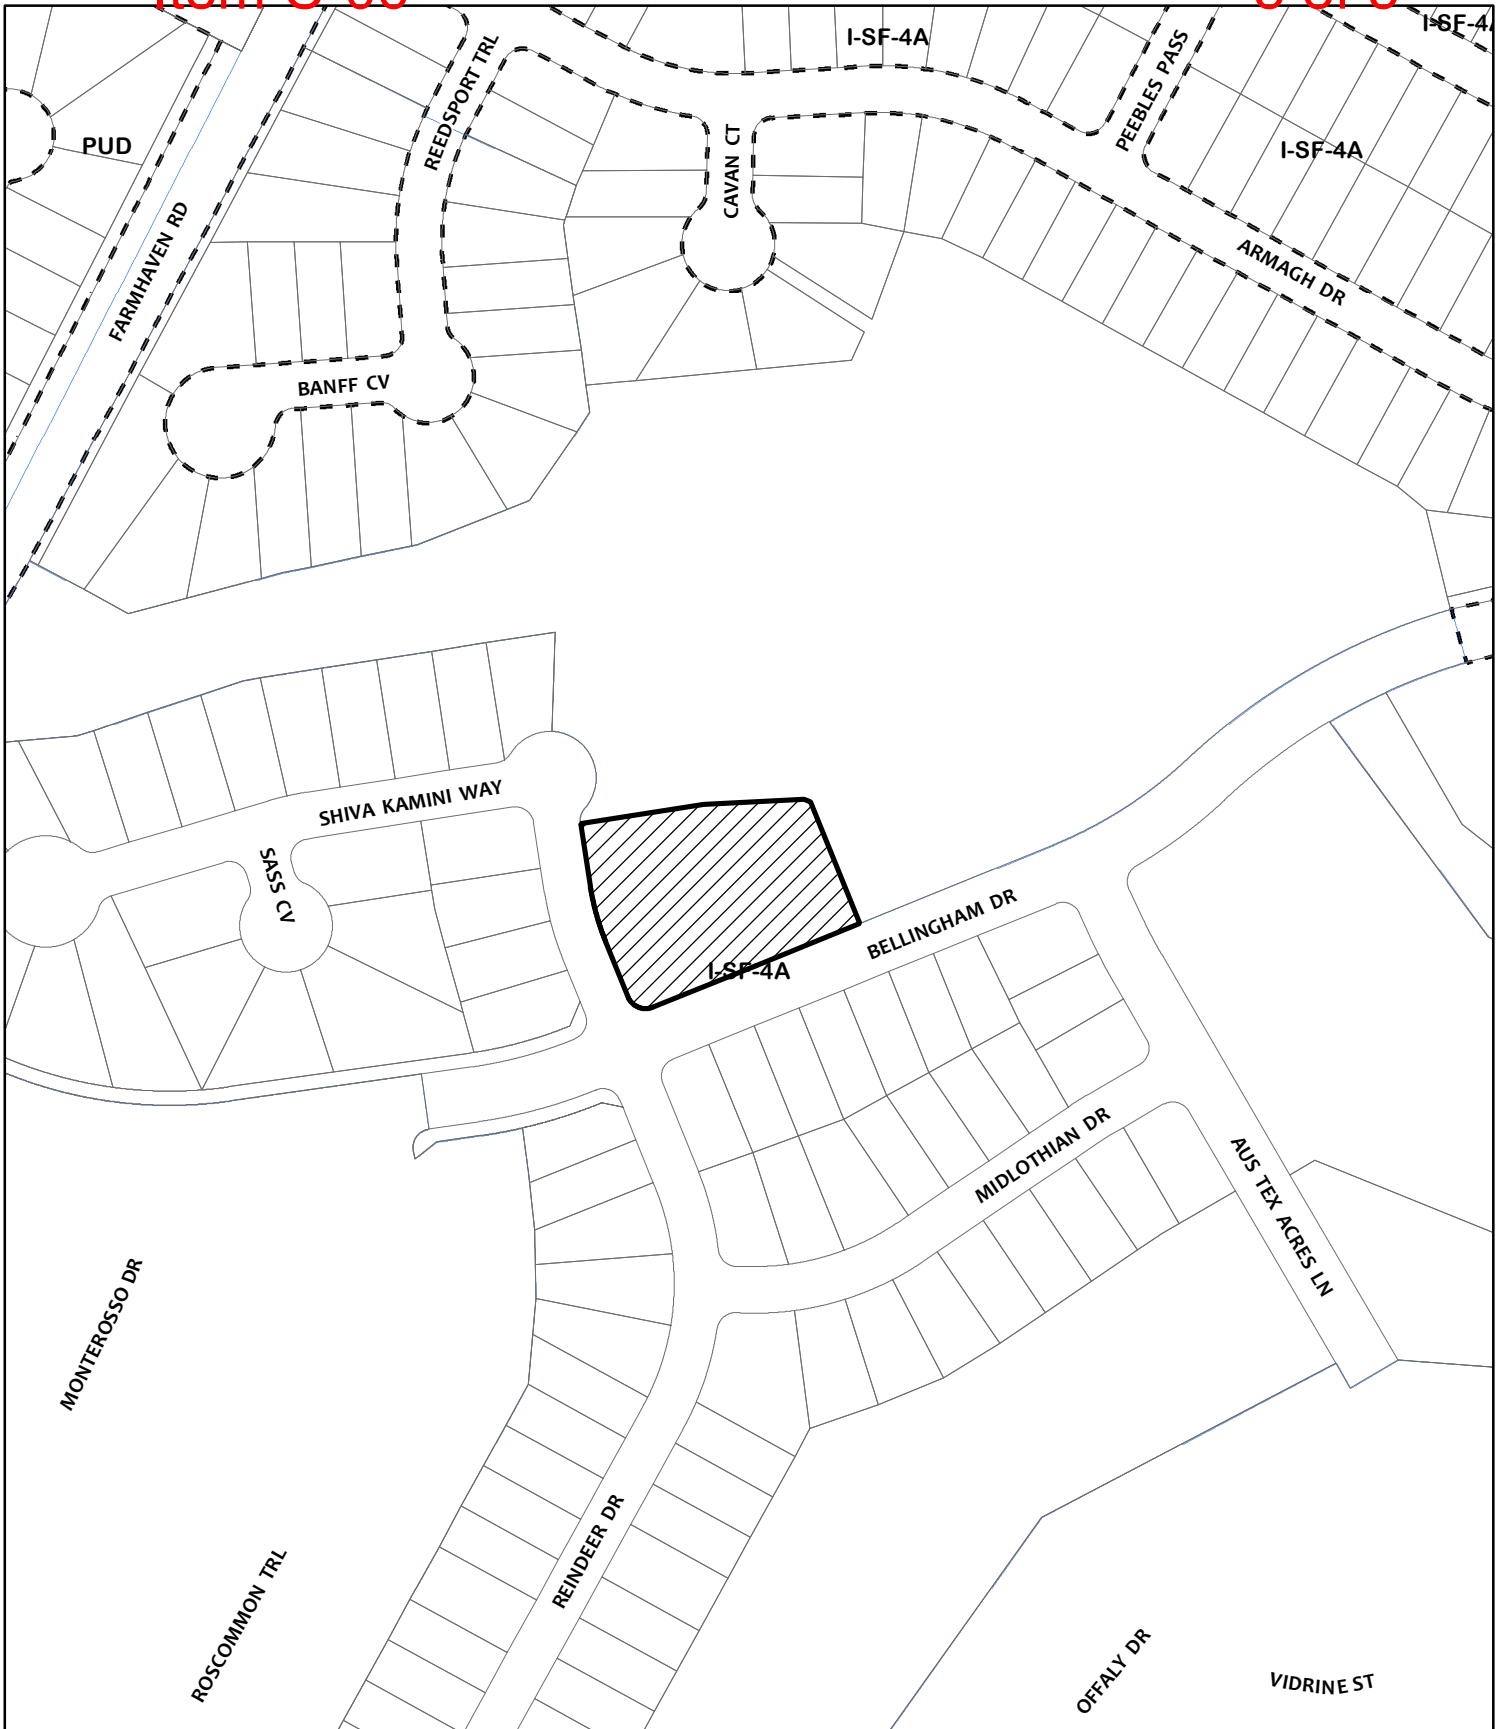 I-SF-4A
I-SF-4A
REEDSPORT TRL
PEEBLES PASS
PUD
CAVAN CT
I-SF-4A
FARMHAVEN RD
ARMAGH DR
BANFF CV
SHIVA KAMINI WAY
SASS CV
BELLINGHAM DR
I-SF-4A
MIDLOTHIAN DR
AUS TEX ACRES LN
MONTEROSSO DR
REINDEER DR
ROSCOMMON TRL
OFFALY DR
VIDRINE ST